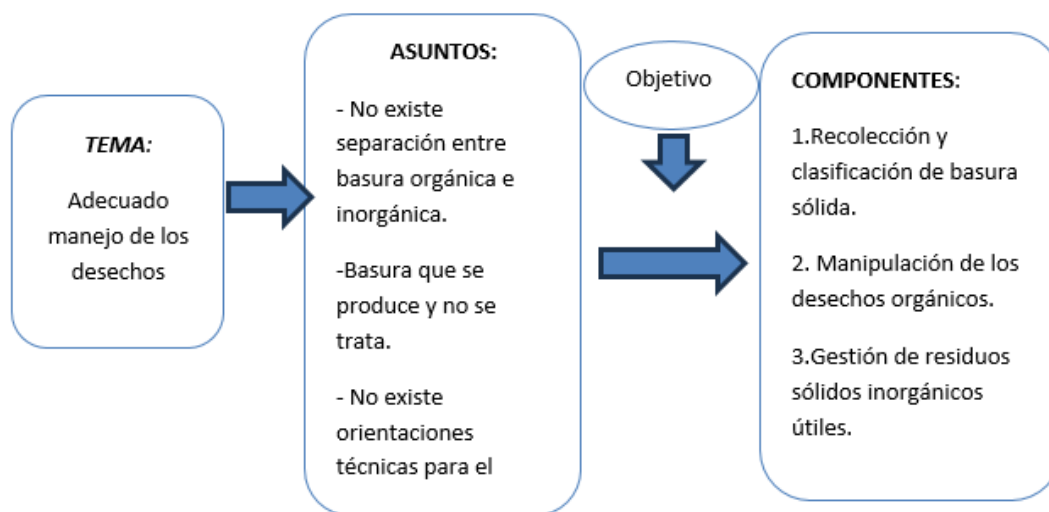 TEMA:
Adecuado
manejo de los
desechos
ASUNTOS:
- No existe
separación entre
basura orgánica e
inorgánica.
-Basura que se
produce y no se
trata.
- No existe
orientaciones
técnicas para el
Objetivo
COMPONENTES:
1.Recolección y
clasificación de basura
sólida.
2. Manipulación de los
desechos orgánicos.
3.Gestión de residuos
sólidos inorgánicos
útiles.